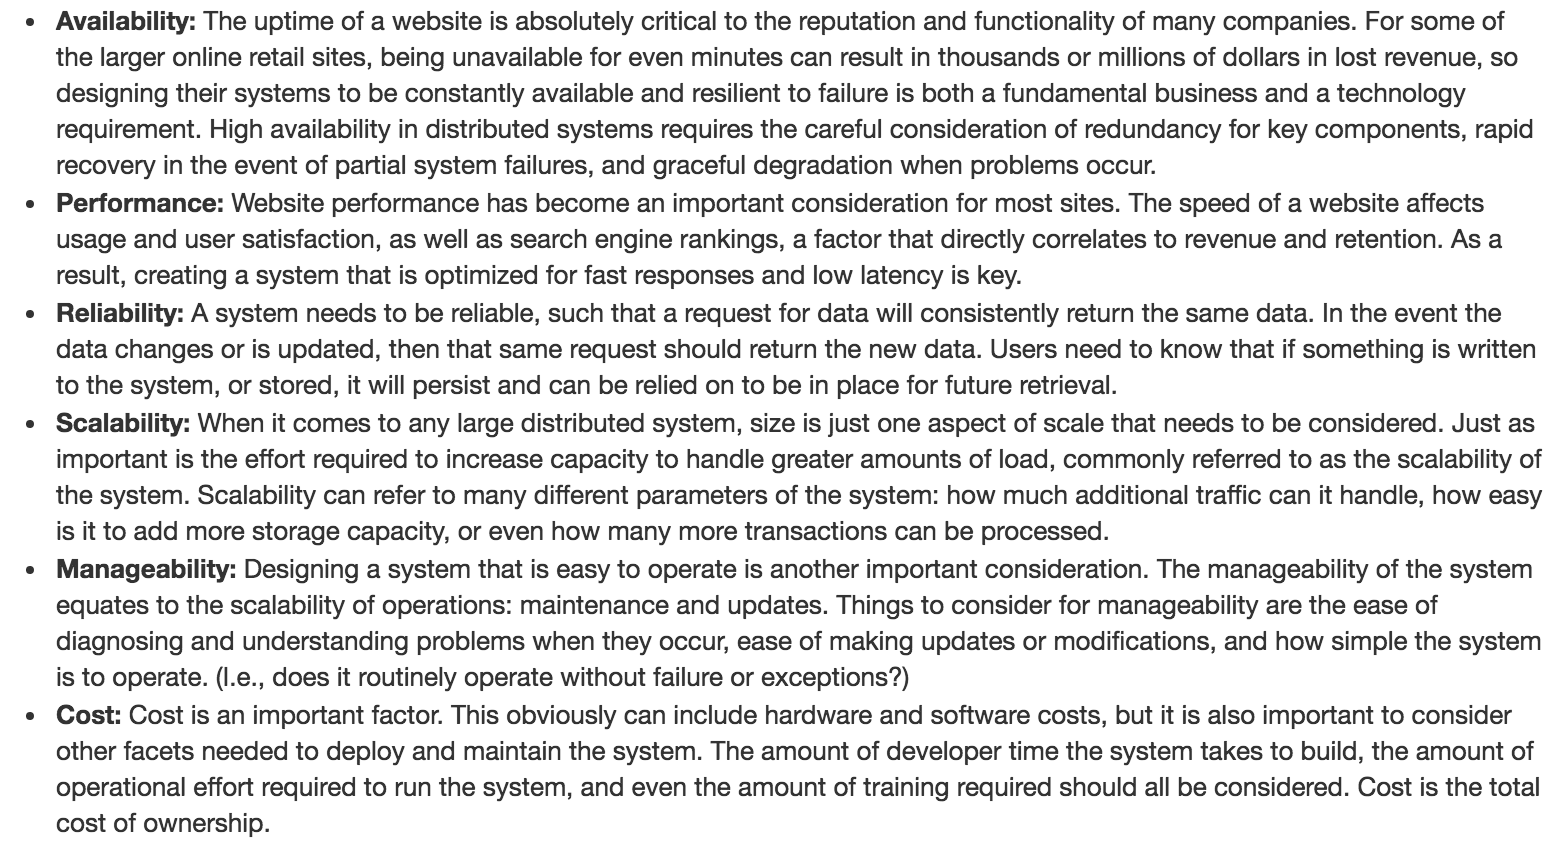 • Availability: The uptime of a website is absolutely critical to the reputation and functionality of many companies. For some of
the larger online retail sites, being unavailable for even minutes can result in thousands or millions of dollars in lost revenue, so
designing their systems to be constantly available and resilient to failure is both a fundamental business and a technology
requirement. High availability in distributed systems requires the careful consideration of redundancy for key components, rapid
recovery in the event of partial system failures, and graceful degradation when problems occur.
• Performance: Website performance has become an important consideration for most sites. The speed of a website affects
usage and user satisfaction, as well as search engine rankings, a factor that directly correlates to revenue and retention. As a
result, creating a system that is optimized for fast responses and low latency is key.
• Reliability: A system needs to be reliable, such that a request for data will consistently return the same data. In the event the
data changes or is updated, then that same request should return the new data. Users need to know that if something is written
to the system, or stored, it will persist and can be relied on to be in place for future retrieval.
• Scalability: When it comes to any large distributed system, size is just one aspect of scale that needs to be considered. Just as
important is the effort required to increase capacity to handle greater amounts of load, commonly referred to as the scalability of
the system. Scalability can refer to many different parameters of the system: how much additional traffic can it handle, how easy
is it to add more storage capacity, or even how many more transactions can be processed.
• Manageability: Designing a system that is easy to operate is another important consideration. The manageability of the system
equates to the scalability of operations: maintenance and updates. Things to consider for manageability are the ease of
diagnosing and understanding problems when they occur, ease of making updates or modifications, and how simple the system
is to operate. (I.e., does it routinely operate without failure or exceptions?)
• Cost: Cost is an important factor. This obviously can include hardware and software costs, but it is also important to consider
other facets needed to deploy and maintain the system. The amount of developer time the system takes to build, the amount of
operational effort required to run the system, and even the amount of training required should all be considered. Cost is the total
cost of ownership.